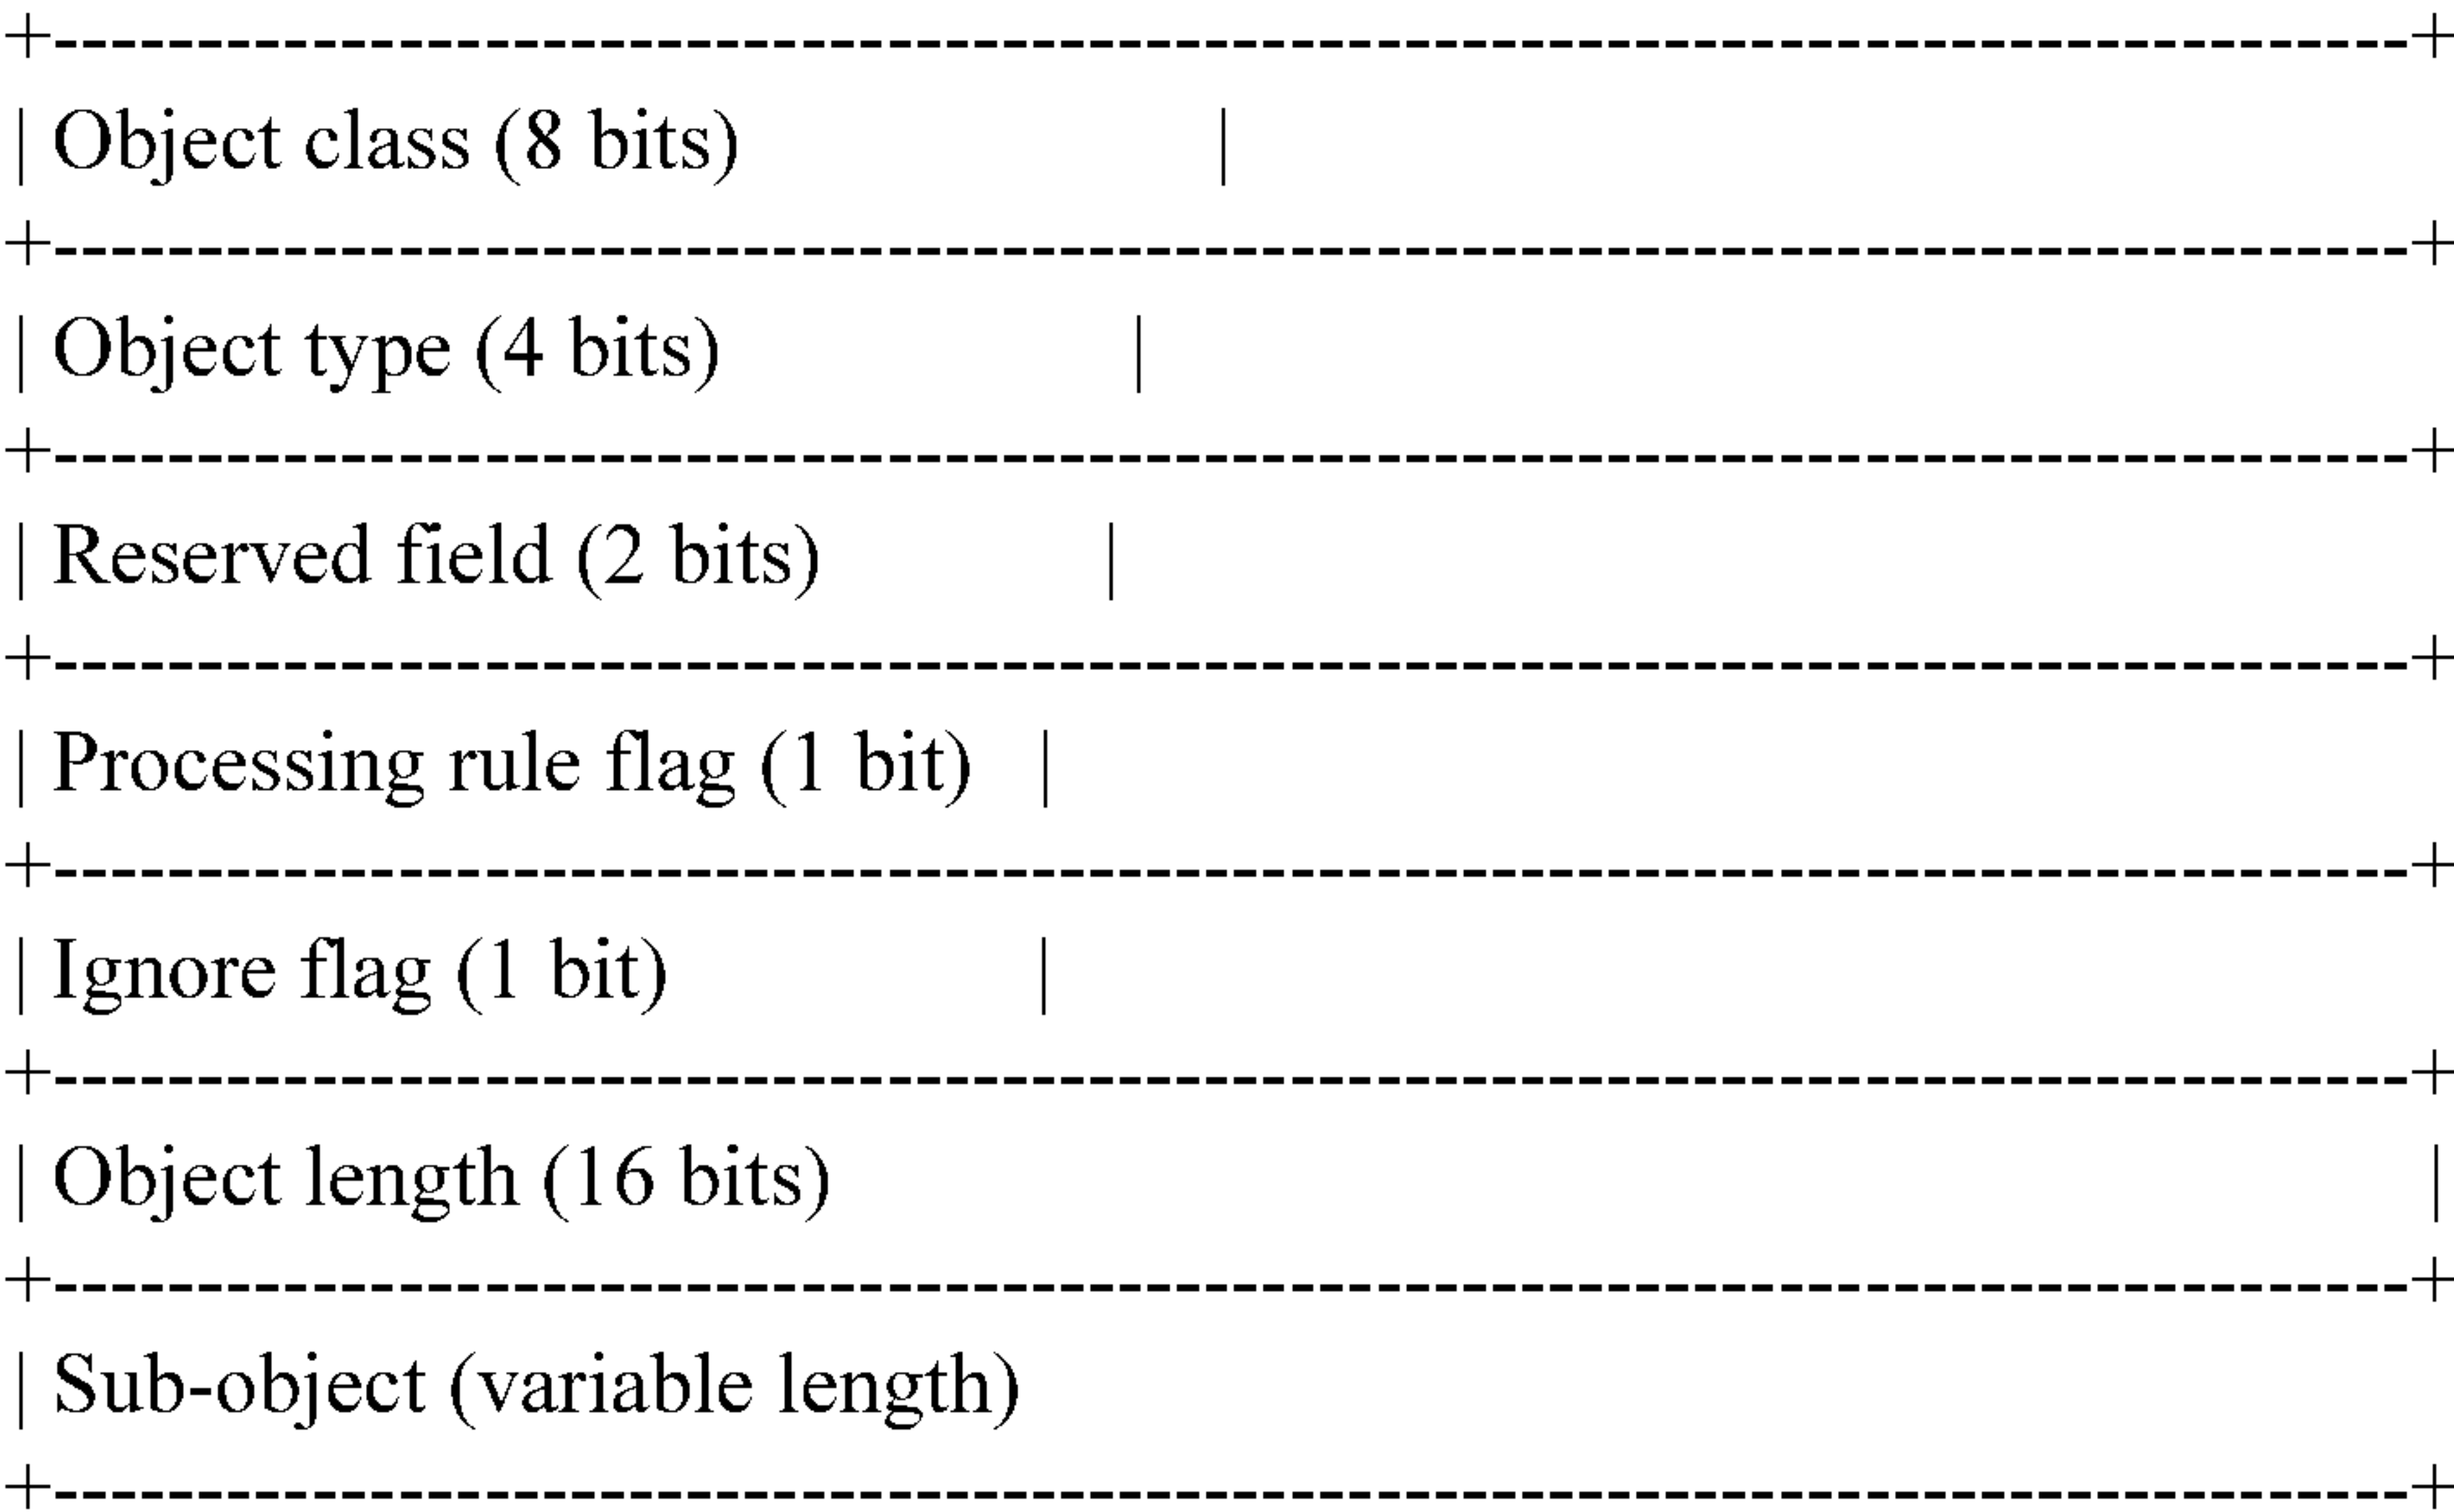 +-----------------------------------------------------------------------------------+
| Object class (8 bits) |
+-----------------------------------------------------------------------------------+
| Object type (4 bits) |
+-----------------------------------------------------------------------------------+
| Reserved field (2 bits) |
+-----------------------------------------------------------------------------------+
| Processing rule flag (1 bit) |
+-----------------------------------------------------------------------------------+
| Ignore flag (1 bit) |
+-----------------------------------------------------------------------------------+
| Object length (16 bits) |
+-----------------------------------------------------------------------------------+
| Sub-object (variable length)
+-----------------------------------------------------------------------------------+